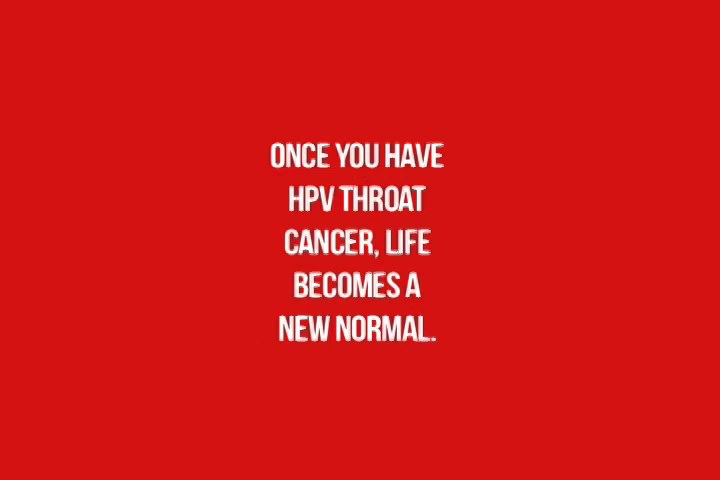 ONCE YOU HAVE
HPV THROAT
CANCER, LIFE
BECOMES A
NEW NORMAL.